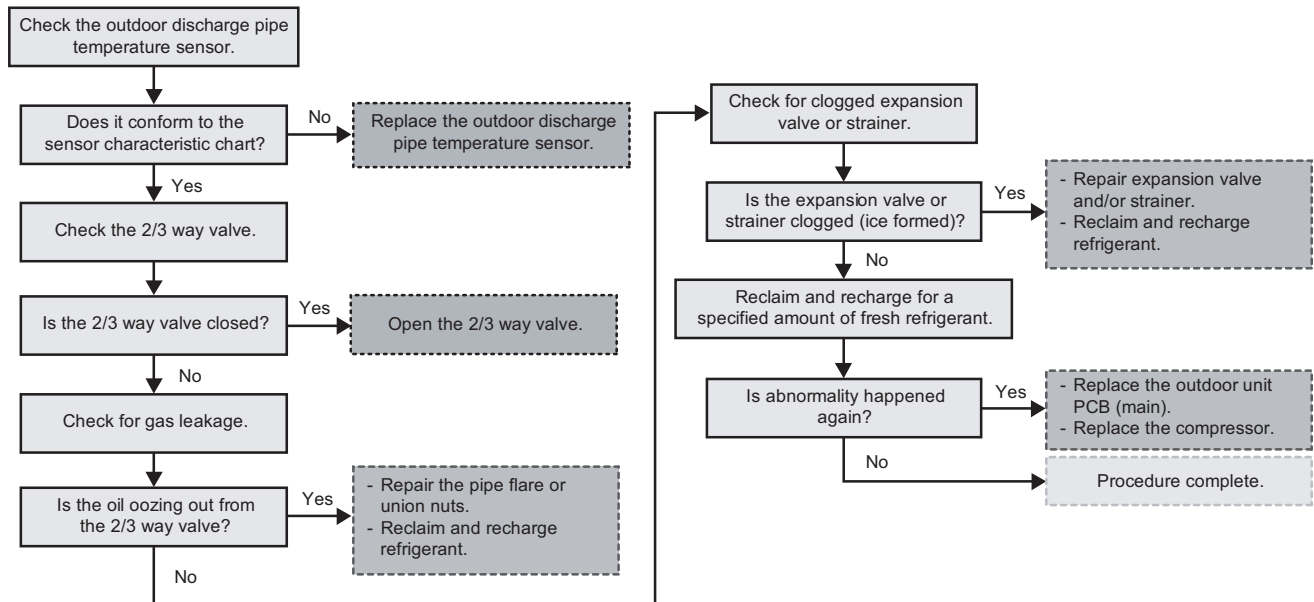 Check the outdoor discharge pipe
temperature sensor.
Does it conform to the
sensor characteristic chart?
No
Replace the outdoor discharge
pipe temperature sensor.
Yes
Check the 2/3 way valve.
Is the 2/3 way valve closed?
Yes
Open the 2/3 way valve.
No
Check for gas leakage.
Is the oil oozing out from
the 2/3 way valve?
Yes
- Repair the pipe flare or
union nuts.
- Reclaim and recharge
refrigerant.
No
Check for clogged expansion
valve or strainer.
Is the expansion valve or
strainer clogged (ice formed)?
Yes
- Repair expansion valve
and/or strainer.
- Reclaim and recharge
refrigerant.
No
Reclaim and recharge for a
specified amount of fresh refrigerant.
Is abnormality happened
again?
Yes
- Replace the outdoor unit
PCB (main).
- Replace the compressor.
No
Procedure complete.